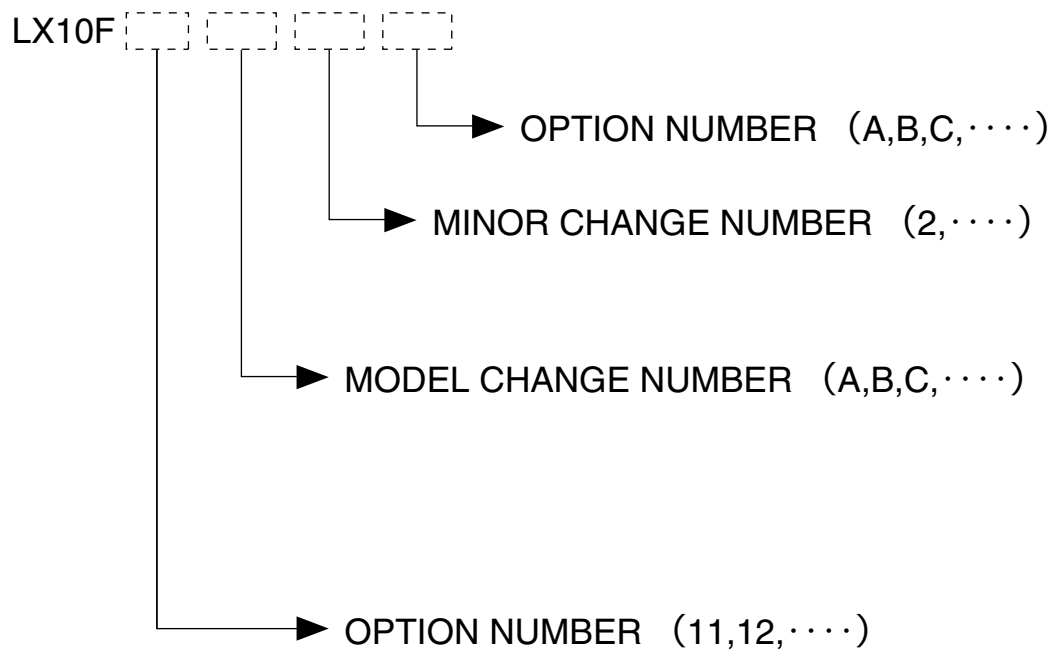 LX10F
OPTION NUMBER （A,B,C,････）
MINOR CHANGE NUMBER （2,････）
MODEL CHANGE NUMBER （A,B,C,････）
OPTION NUMBER （11,12,････）